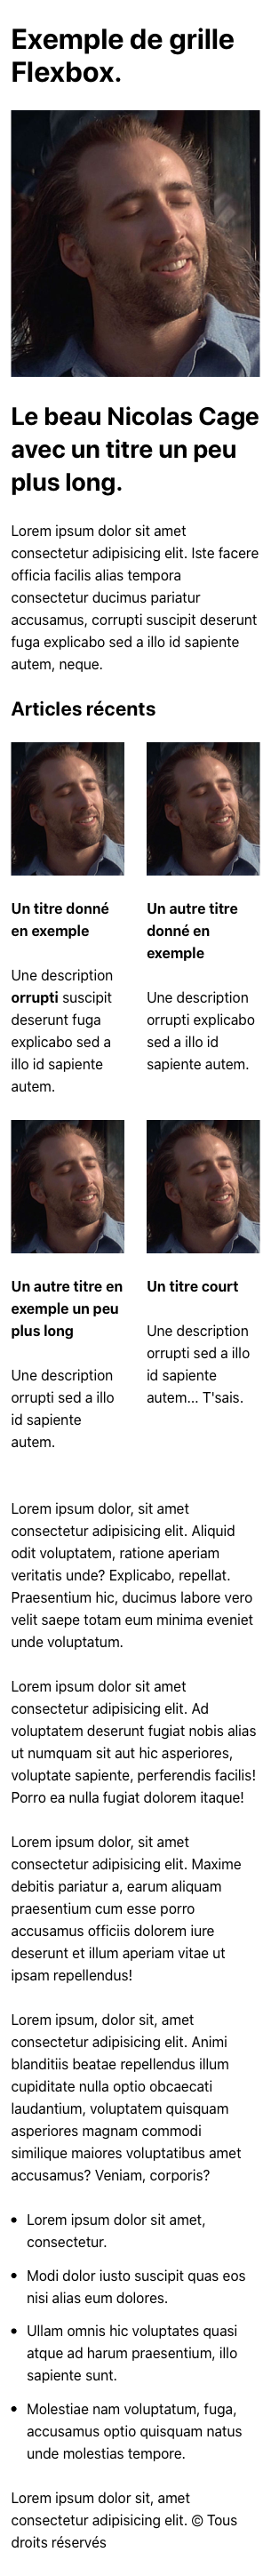 Exemple de grille
Flexbox.
Le beau Nicolas Cage
avec un titre un peu
plus long.
Lorem ipsum dolor sit amet
consectetur adipisicing elit. Iste facere
officia facilis alias tempora
consectetur ducimus pariatur
accusamus, corrupti suscipit deserunt
fuga explicabo sed a illo id sapiente
autem, neque.
Articles récents
Un titre donné
en exemple
Une description
orrupti suscipit
deserunt fuga
explicabo sed a
illo id sapiente
autem.
Un autre titre
donné en
exemple
Une description
orrupti explicabo
sed a illo id
sapiente autem.
Un autre titre en
exemple un peu
plus long
Une description
orrupti sed a illo
id sapiente
autem.
Un titre court
Une description
orrupti sed a illo
id sapiente
autem... T'sais.
Lorem ipsum dolor, sit amet
consectetur adipisicing elit. Aliquid
odit voluptatem, ratione aperiam
veritatis unde? Explicabo, repellat.
Praesentium hic, ducimus labore vero
velit saepe totam eum minima eveniet
unde voluptatum.
Lorem ipsum dolor sit amet
consectetur adipisicing elit. Ad
voluptatem deserunt fugiat nobis alias
ut numquam sit aut hic asperiores,
voluptate sapiente, perferendis facilis!
Porro ea nulla fugiat dolorem itaque!
Lorem ipsum dolor, sit amet
consectetur adipisicing elit. Maxime
debitis pariatur a, earum aliquam
praesentium cum esse porro
accusamus officiis dolorem iure
deserunt et illum aperiam vitae ut
ipsam repellendus!
Lorem ipsum, dolor sit, amet
consectetur adipisicing elit. Animi
blanditiis beatae repellendus illum
cupiditate nulla optio obcaecati
laudantium, voluptatem quisquam
asperiores magnam commodi
similique maiores voluptatibus amet
accusamus? Veniam, corporis?
• Lorem ipsum dolor sit amet,
consectetur.
• Modi dolor iusto suscipit quas eos
nisi alias eum dolores.
• Ullam omnis hic voluptates quasi
atque ad harum praesentium, illo
sapiente sunt.
• Molestiae nam voluptatum, fuga,
accusamus optio quisquam natus
unde molestias tempore.
Lorem ipsum dolor sit, amet
consectetur adipisicing elit. © Tous
droits réservés